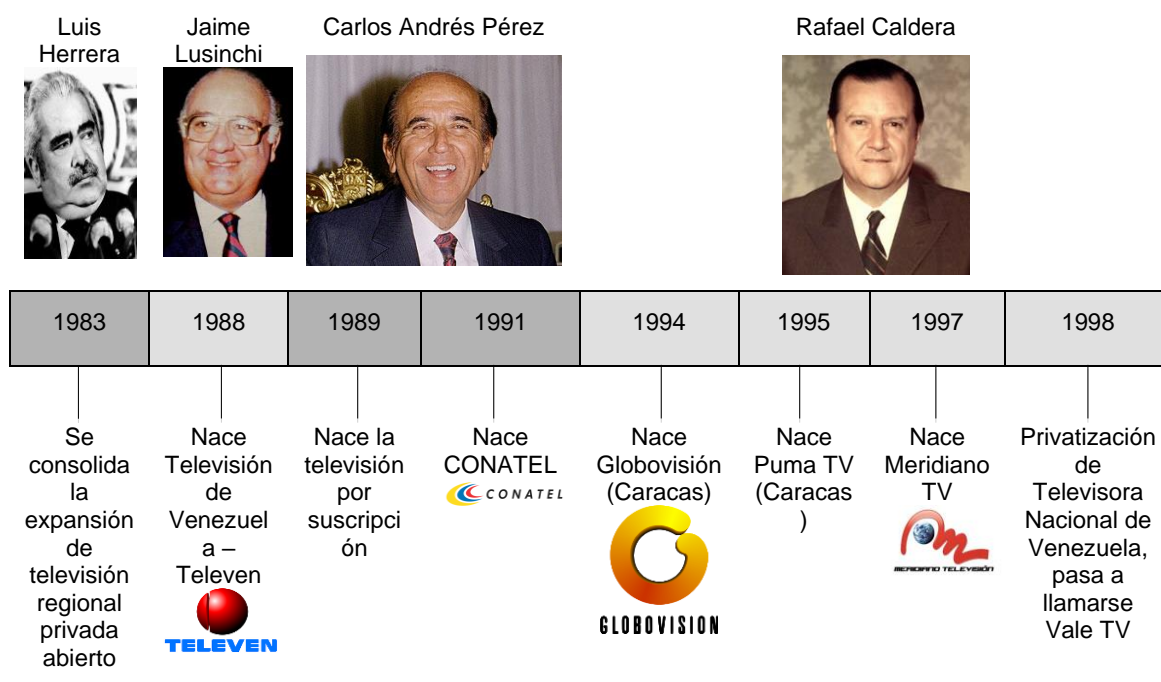 Luis
Herrera
Jaime
Lusinchi
Carlos Andrés Pérez
Rafael Caldera
1983
1988
1989
1991
1994
1995
1997
1998
Se
consolida
la
expansión
de
televisión
regional
privada
abierto
Nace
Televisión
de
Venezuel
a –
Televen
TELEVEN
Nace la
televisión
por
suscripci
ón
Nace
CONATEL
CONATEL
Nace
Globovisión
(Caracas)
GLOBOVISION
Nace
Puma TV
(Caracas
)
Nace
Meridiano
TV
MERIDIANO TELEVISIÓN
Privatización
de
Televisora
Nacional de
Venezuela,
pasa a
llamarse
Vale TV